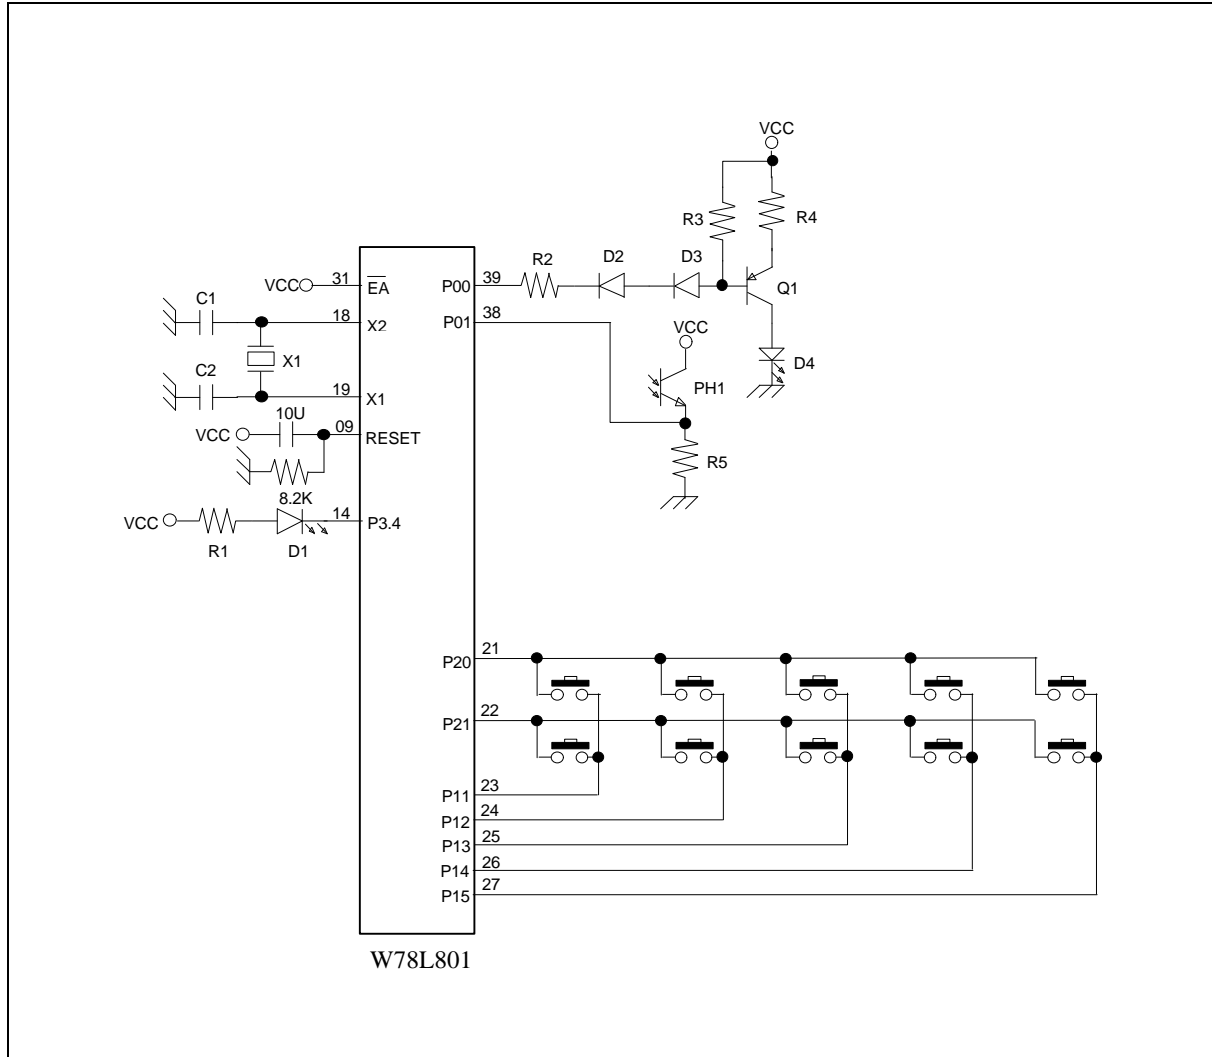 VCC
R3
R4
R2
D2
D3
Q1
VCC
31
EA
P00
39
C1
18
X2
P01
38
VCC
X1
D4
C2
19
X1
PH1
10U
VCC
09
RESET
R5
8.2K
VCC
14
P3.4
R1
D1
P20
21
P21
22
P11
23
P12
24
P13
25
P14
26
P15
27
W78L801